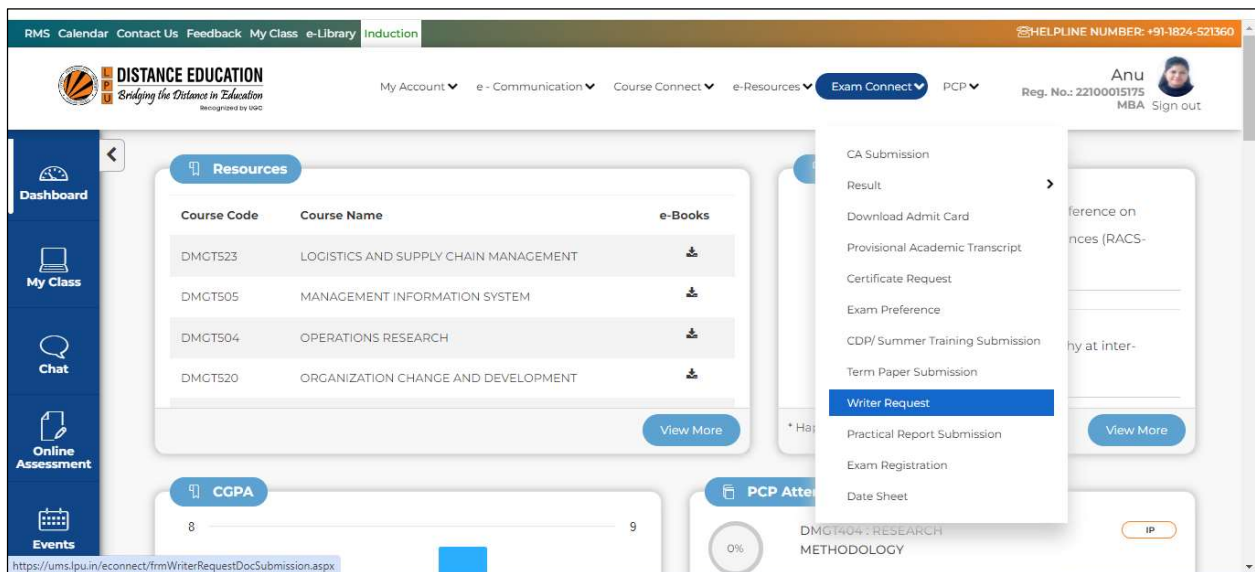 RMS Calendar Contact Us Feedback My Class e-Library Induction
HELPLINE NUMBER: +91-1824-521360
LPU
DISTANCE EDUCATION
Bridging the Distance in Education
Recognized by UGC
My Account e - Communication Course Connect e-Resources Exam Connect PCP
Anu
Reg. No.: 22100015175
MBA Sign out
Dashboard
My Class
Chat
Online
Assessment
Events
Resources
Course Code Course Name e-Books
DMGT523 LOGISTICS AND SUPPLY CHAIN MANAGEMENT
DMGT505 MANAGEMENT INFORMATION SYSTEM
DMGT504 OPERATIONS RESEARCH
DMGT520 ORGANIZATION CHANGE AND DEVELOPMENT
View More
CA Submission
Result
Download Admit Card
Provisional Academic Transcript
Certificate Request
Exam Preference
CDP/ Summer Training Submission
Term Paper Submission
Writer Request
Practical Report Submission
Exam Registration
Date Sheet
ference on
nces (RACS-
hy at inter-
* Hap
View More
CGPA
8 9
PCP Atte
0%
DMGT404 : RESEARCH
METHODOLOGY
IP
https://ums.lpu.in/econnect/frmWriterRequestDocSubmission.aspx